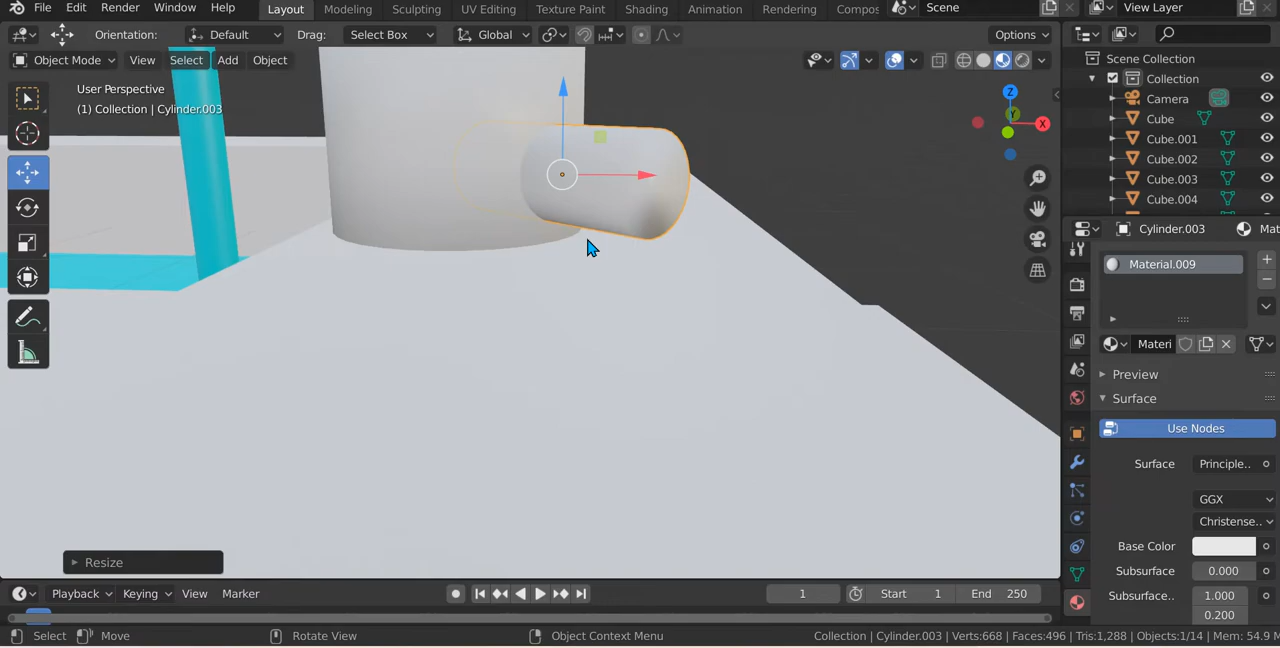 File Edit Render Window Help Layout Modeling Sculpting UV Editing Texture Paint Shading Animation Rendering Compos Scene View Layer
Orientation: Default Drag: Select Box Global Options
Object Mode View Select Add Object
User Perspective
(1) Collection | Cylinder.003
Z
Y
X
Scene Collection
Collection
Camera
Cube
Cube.001
Cube.002
Cube.003
Cube.004
Cylinder.003 Mat
Material.009
Materi
Preview
Surface
Use Nodes
Surface Principle..
GGX
Christense..
Base Color
Subsurface 0.000
Subsurface.. 1.000
0.200
Resize
Playback Keying View Marker 1 Start 1 End 250
Select Move Rotate View Object Context Menu Collection | Cylinder.003 | Verts:668 | Faces:496 | Tris:1,288 | Objects:1/14 | Mem: 54.9 M